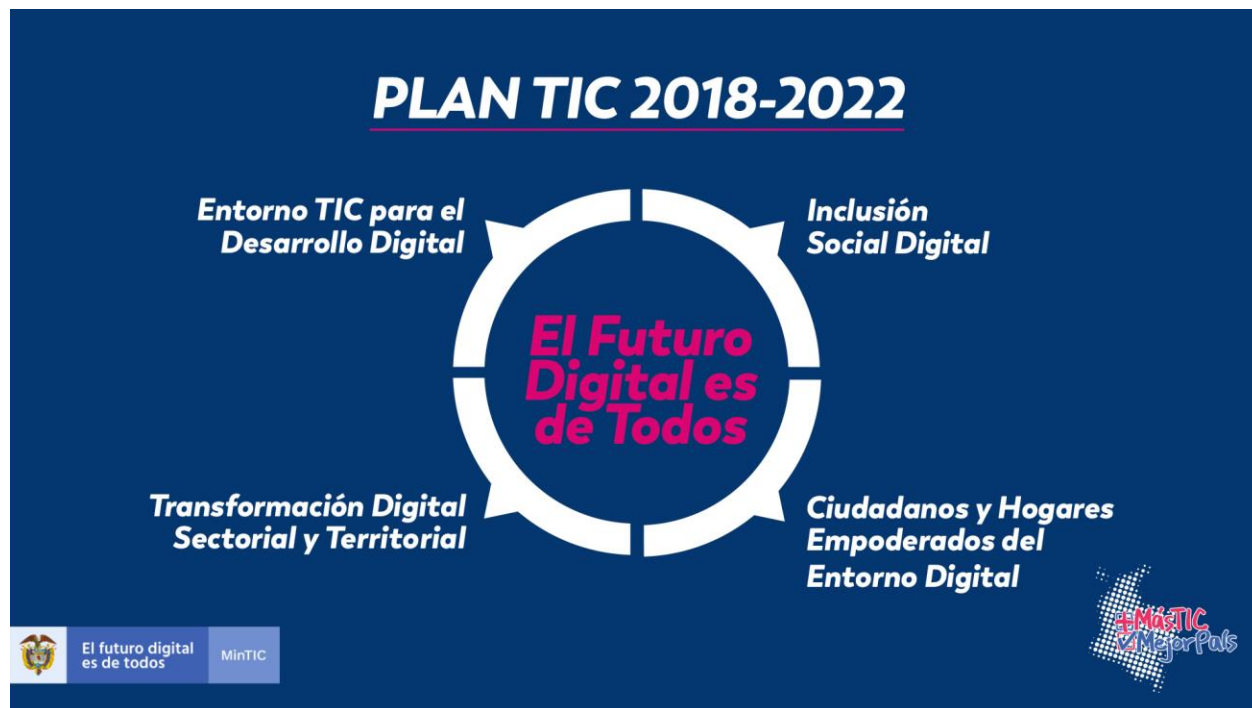 PLAN TIC 2018-2022
Entorno TIC para el
Desarrollo Digital
Inclusión
Social Digital
El Futuro
Digital es
de Todos
Transformación Digital
Sectorial y Territorial
Ciudadanos y Hogares
Empoderados del
Entorno Digital
El futuro digital
es de todos
MinTIC
+MásTIC
MejorPaís